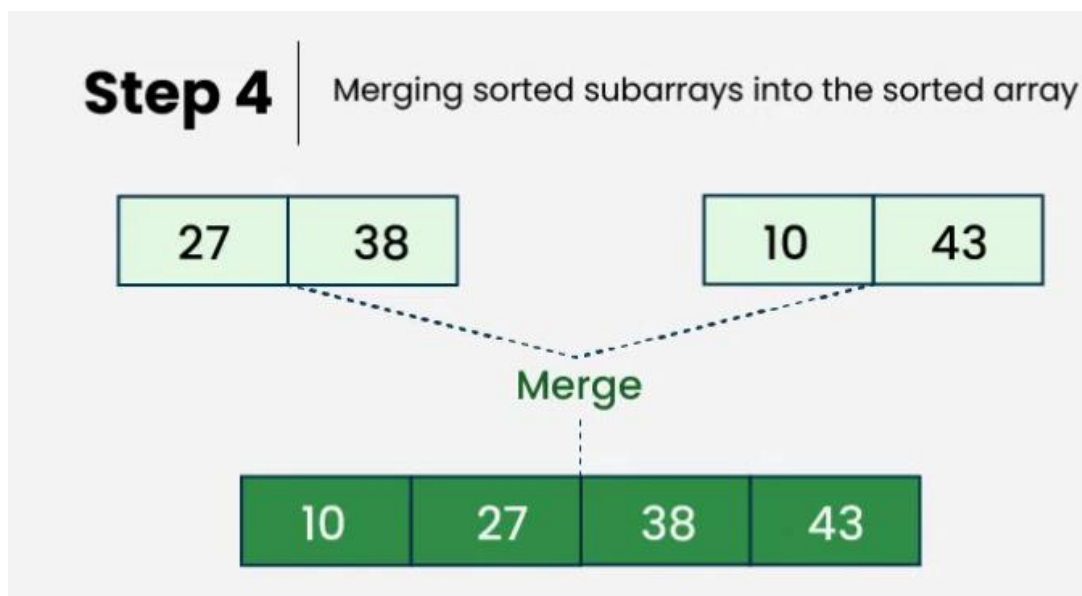 Step 4
Merging sorted subarrays into the sorted array
27 38 10 43
Merge
10 27 38 43